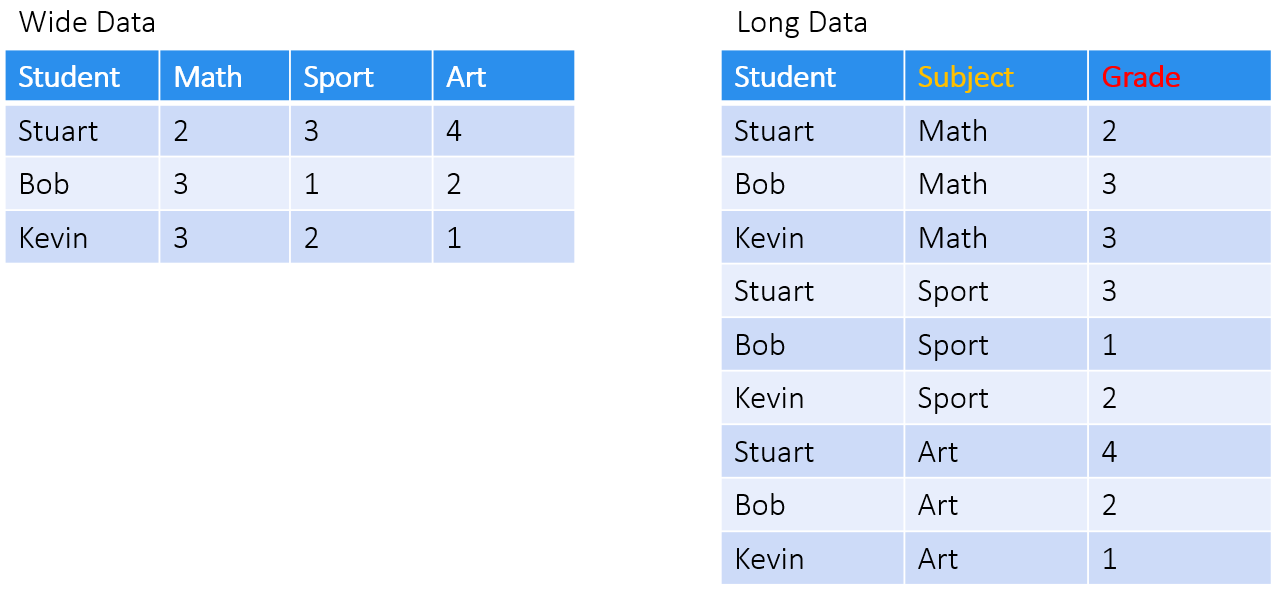 Wide Data
Student Math Sport Art
Stuart 2 3 4
Bob 3 1 2
Kevin 3 2 1
Long Data
Student Subject Grade
Stuart Math 2
Bob Math 3
Kevin Math 3
Stuart Sport 3
Bob Sport 1
Kevin Sport 2
Stuart Art 4
Bob Art 2
Kevin Art 1